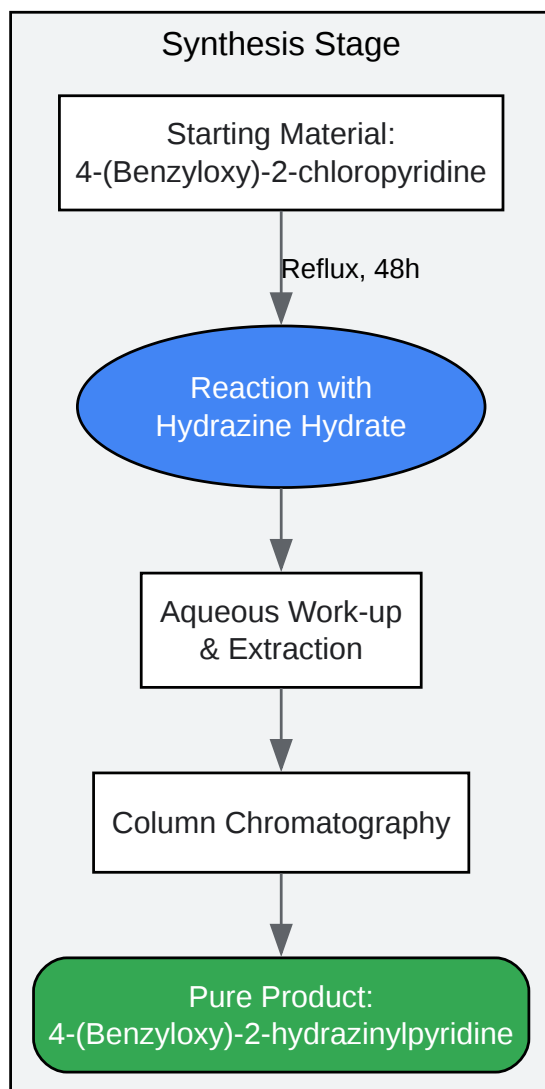 Synthesis Stage
Starting Material:
4-(Benzyloxy)-2-chloropyridine
Reflux, 48h
Reaction with
Hydrazine Hydrate
Aqueous Work-up
& Extraction
Column Chromatography
Pure Product:
4-(Benzyloxy)-2-hydrazinylpyridine